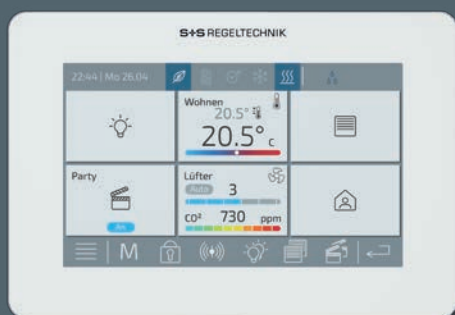 S+S REGELTECHNIK
22:44 | Mo 26.04
Wohnen
20.5°
20.5° c
Party
An
Lüfter
Auto 3
CO² 730 ppm
M